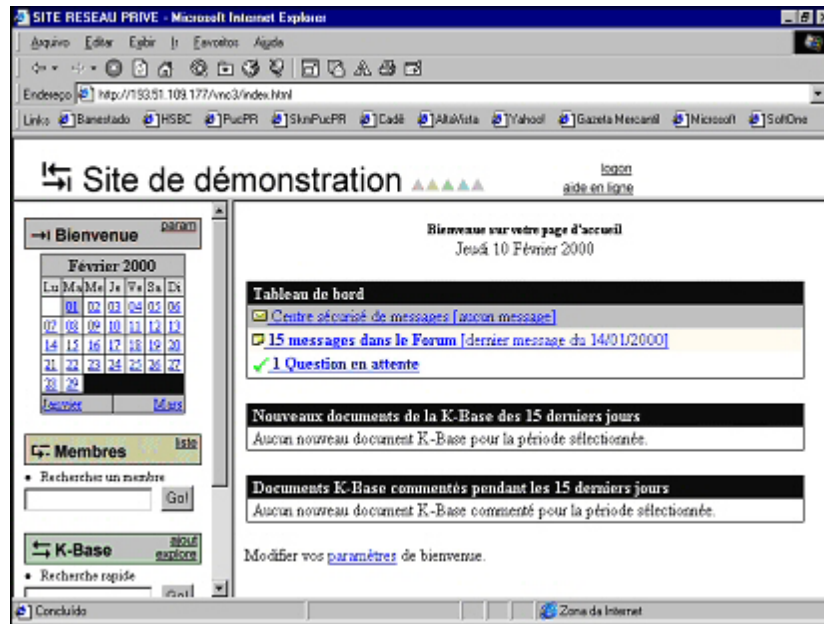 SITE RESEAU PRIVE - Microsoft Internet Explorer
Arquivo Editar Exibir Ir Favoritos Ajuda
Endereço http://193.51.109.177/vnc3/index.html
Links Banestado HSBC PucPR SkmPucPR Cadê AltaVista Yahoo! Gazeta Mercantil Microsoft SoftOne
Site de démonstration
logon
aide en ligne
Bienvenue param
Février 2000
Lu Ma Me Je Ve Sa Di
01 02 03 04 05 06
07 08 09 10 11 12 13
14 15 16 17 18 19 20
21 22 23 24 25 26 27
28 29
Janvier Mars
Membres liste
Rechercher un membre
Go!
K-Base ajout
explore
Recherche rapide
Go!
Bienvenue sur votre page d'accueil
Jeudi 10 Février 2000
Tableau de bord
Centre sécurisé de messages [aucun message]
15 messages dans le Forum [dernier message du 14/01/2000]
1 Question en attente
Nouveaux documents de la K-Base des 15 derniers jours
Aucun nouveau document K-Base pour la période sélectionnée.
Documents K-Base commentés pendant les 15 derniers jours
Aucun nouveau document K-Base commenté pour la période sélectionnée.
Modifier vos paramètres de bienvenue.
Concluído
Zona da Internet